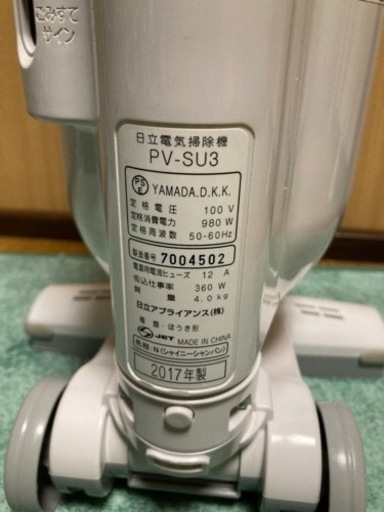 ごみすて
サイン
日立電気掃除機
PV-SU3
PS E YAMADA.D.K.K.
定格電圧 100 V
定格消費電力 980 W
定格周波数 50-60Hz
製造番号 7004502
電源用電流ヒューズ 12 A
吸込仕事率 360 W
質量 4.0kg
日立アプライアンス(株)
種類:ほうき形
JET MADE IN CHINA
色相:N(シャイニーシャンパン)
2017年製